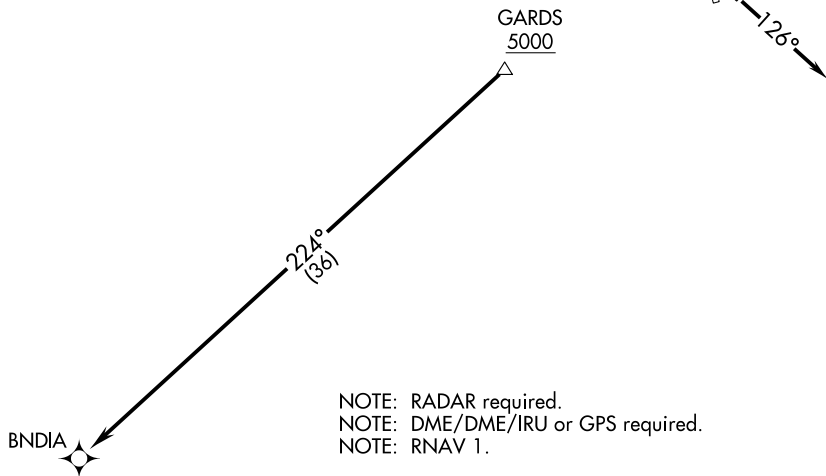 GARDS
5000
126°
224°
(36)
BNDIA
NOTE: RADAR required.
NOTE: DME/DME/IRU or GPS required.
NOTE: RNAV 1.